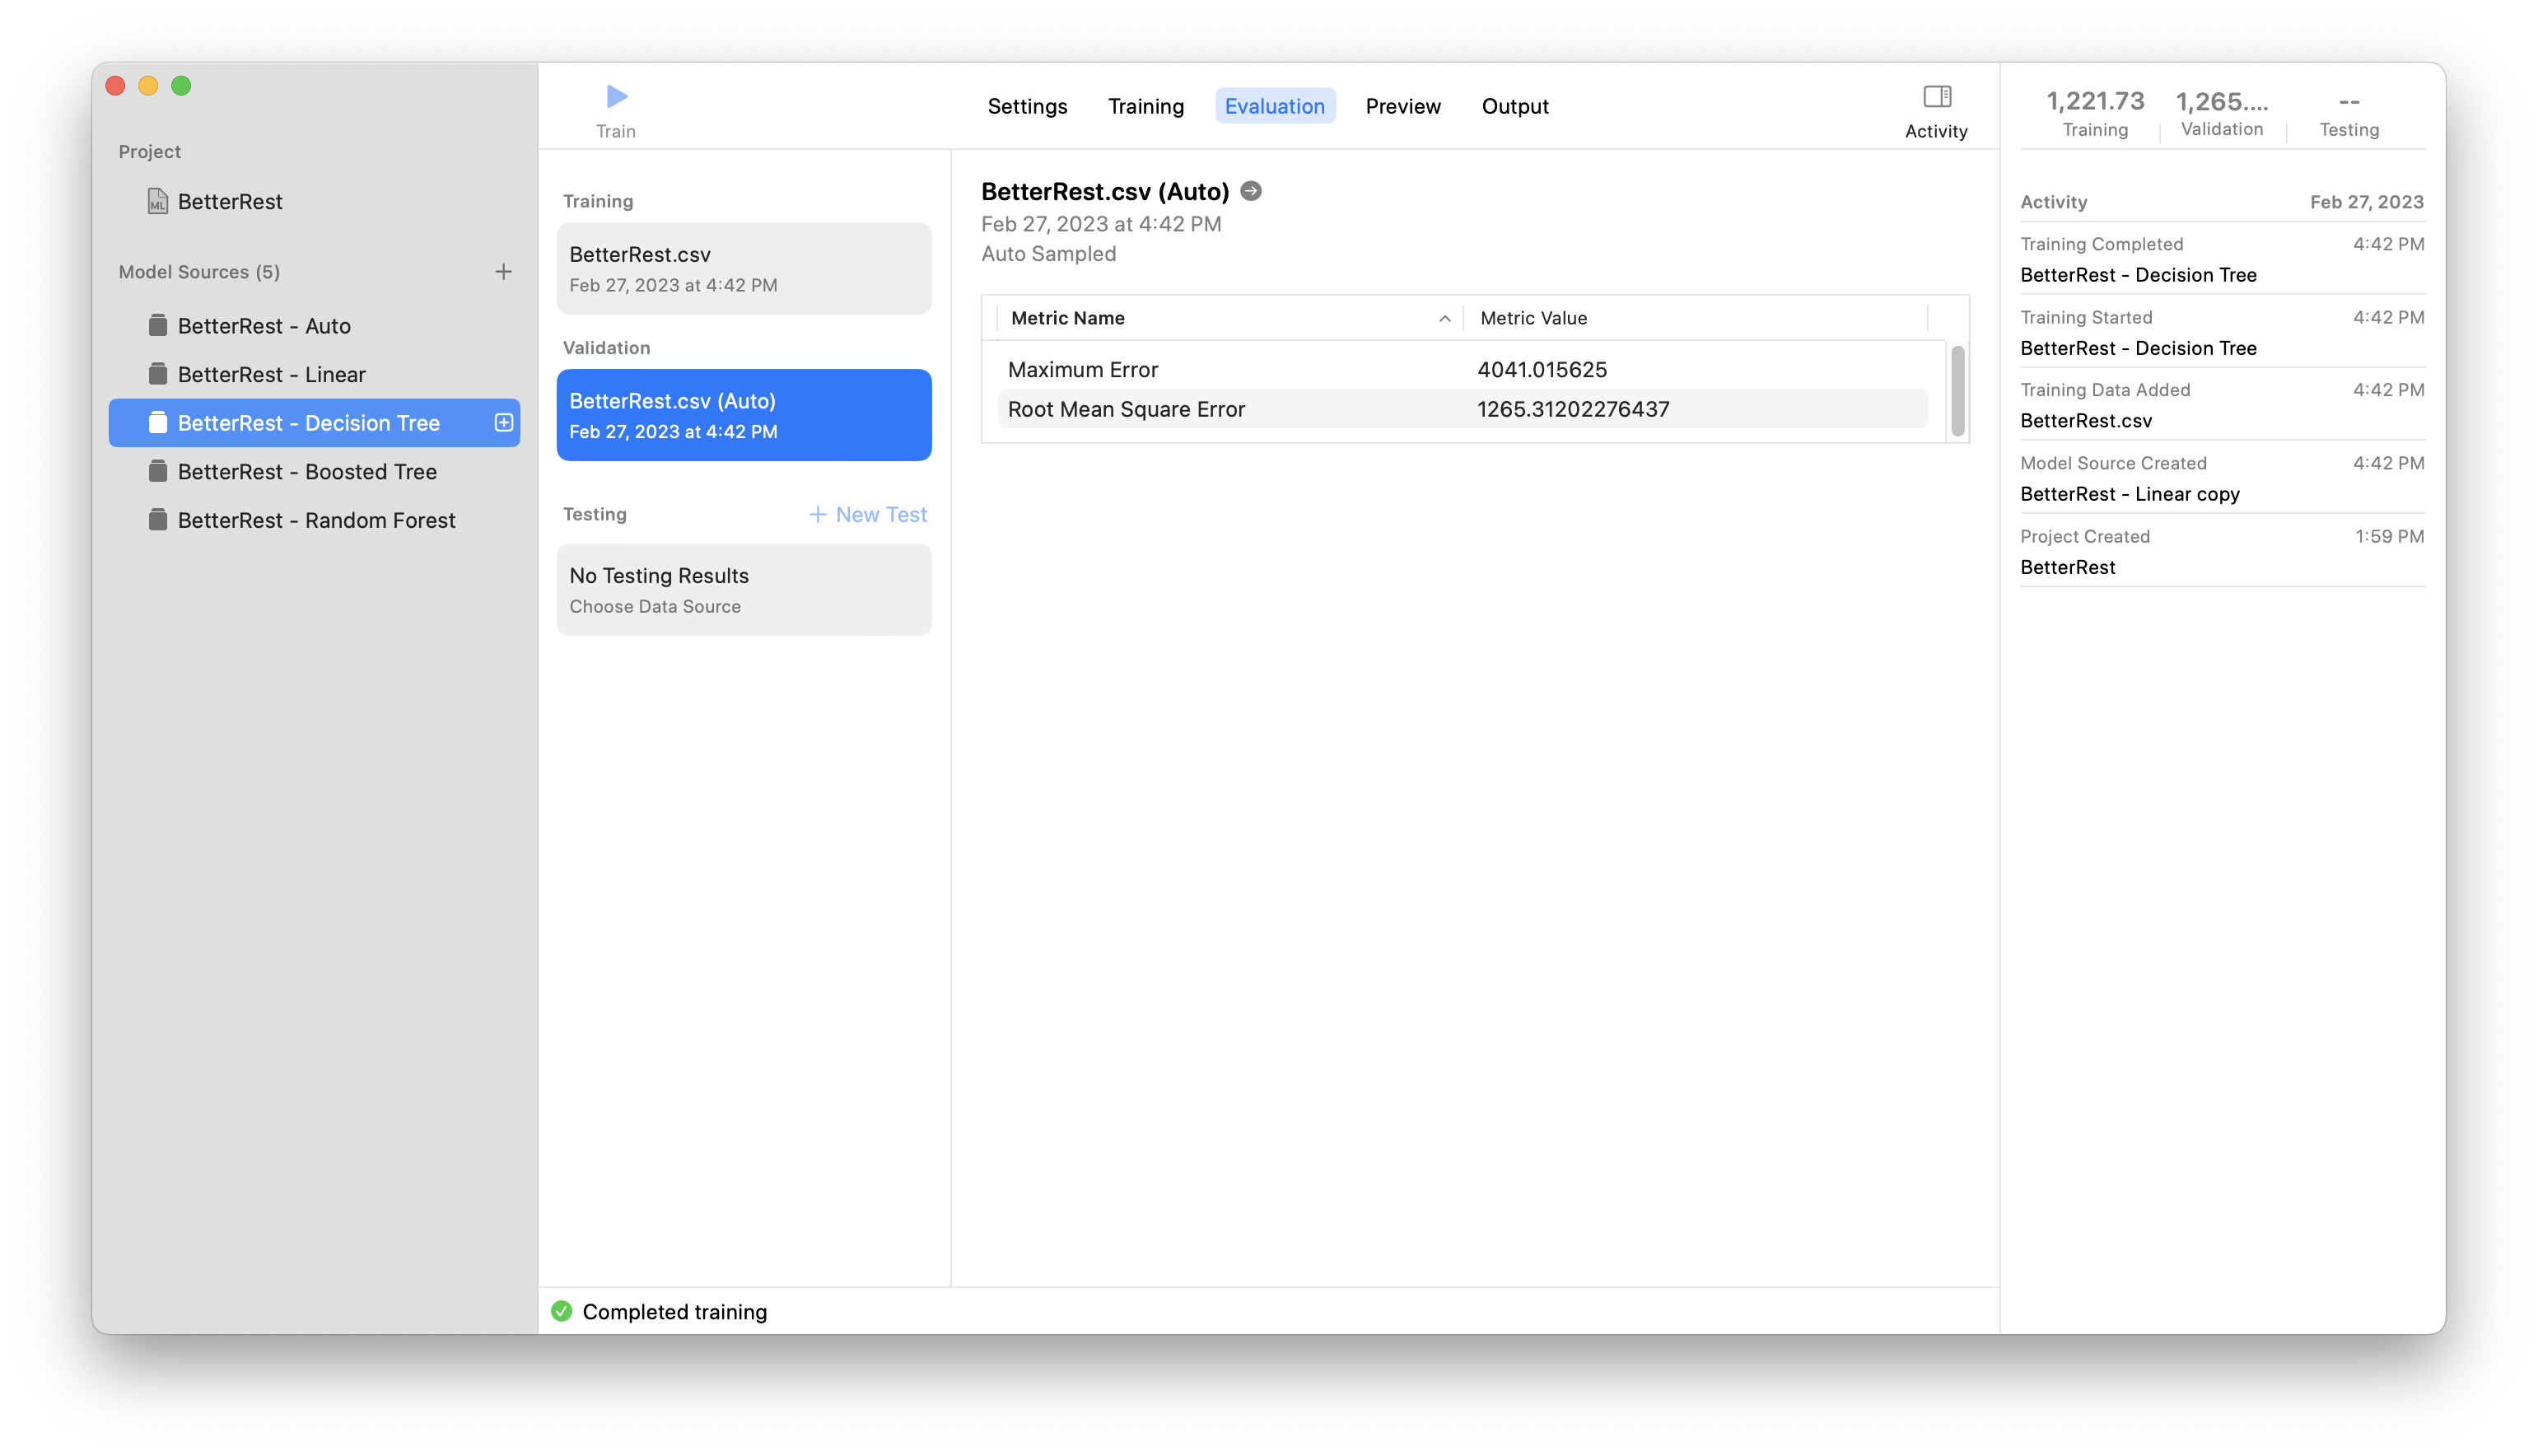 Project
BetterRest
Model Sources (5)
BetterRest - Auto
BetterRest - Linear
BetterRest - Decision Tree
BetterRest - Boosted Tree
BetterRest - Random Forest
Train
Settings
Training
Evaluation
Preview
Output
Activity
Training
BetterRest.csv
Feb 27, 2023 at 4:42 PM
Validation
BetterRest.csv (Auto)
Feb 27, 2023 at 4:42 PM
Testing
+ New Test
No Testing Results
Choose Data Source
BetterRest.csv (Auto)
Feb 27, 2023 at 4:42 PM
Auto Sampled
Metric Name Metric Value
Maximum Error 4041.015625
Root Mean Square Error 1265.31202276437
Completed training
1,221.73 1,265.... --
Training Validation Testing
Activity Feb 27, 2023
Training Completed 4:42 PM
BetterRest - Decision Tree
Training Started 4:42 PM
BetterRest - Decision Tree
Training Data Added 4:42 PM
BetterRest.csv
Model Source Created 4:42 PM
BetterRest - Linear copy
Project Created 1:59 PM
BetterRest